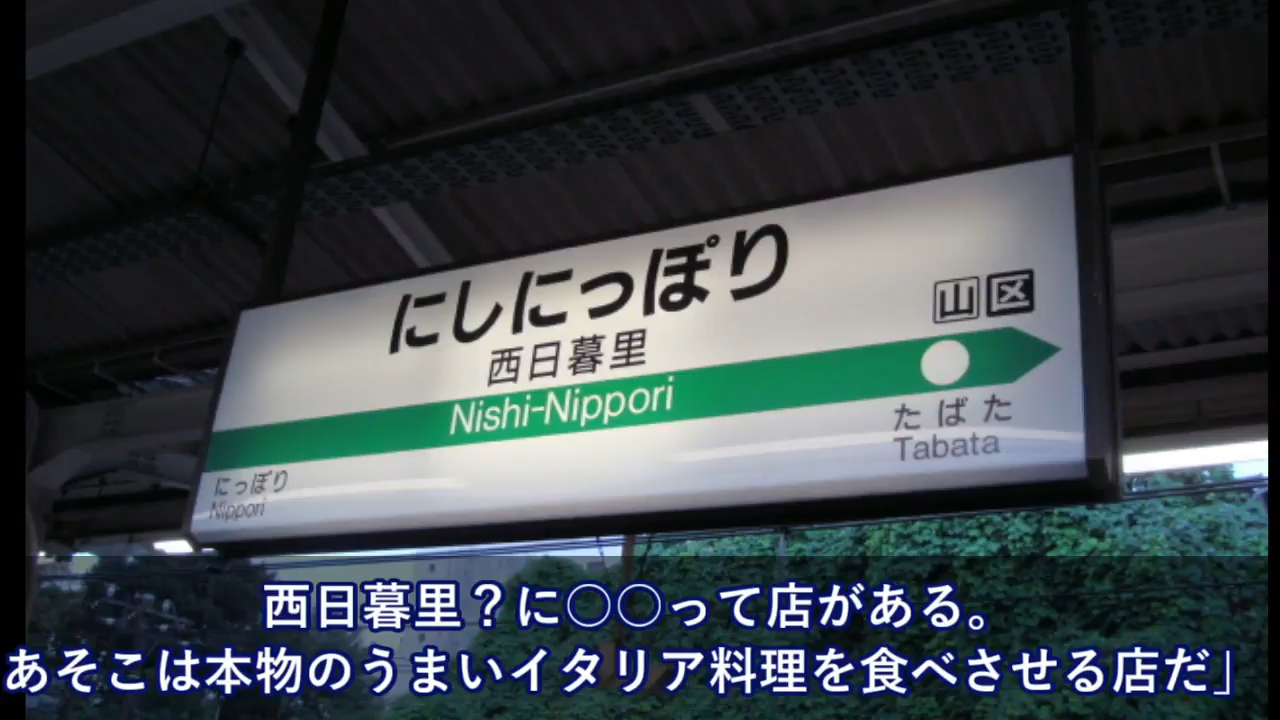 にしにっぽり
西日暮里
Nishi-Nippori
山区
にっぽり
Nippori
たばた
Tabata
西日暮里？に○○って店がある。
あそこは本物のうまいイタリア料理を食べさせる店だ」